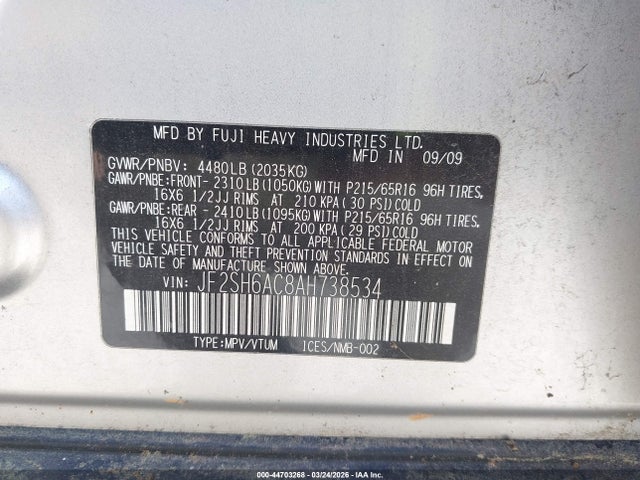 MFD BY FUJI HEAVY INDUSTRIES LTD.
MFD IN 09/09
GVWR/PNBV: 4480LB(2035KG)
GAWR/PNBE:FRONT- 2310LB(1050KG)WITH P215/65R16 96H TIRES,
16X6 1/2JJ RIMS AT 210 KPA( 30 PSI)COLD
GAWR/PNBE:REAR - 2410LB(1095KG)WITH P215/65R16 96H TIRES,
16X6 1/2JJ RIMS AT 200 KPA( 29 PSI)COLD
THIS VEHICLE CONFORMS TO ALL APPLICABLE FEDERAL MOTOR
VEHICLE SAFETY AND THEFT PREVENTION STANDARDS IN EFFECT ON
THE DATE OF MANUFACTURE SHOWN ABOVE.
VIN: JF2SH6AC8AH738534
TYPE:MPV/VTUM ICES/NMB-002
000-44703268 - 03/24/2026 - IAA Inc.